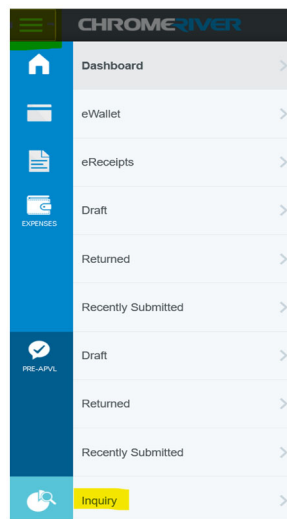 CHROMERIVER
Dashboard
eWallet
eReceipts
EXPENSES
Draft
Returned
Recently Submitted
PRE-APVL
Draft
Returned
Recently Submitted
Inquiry